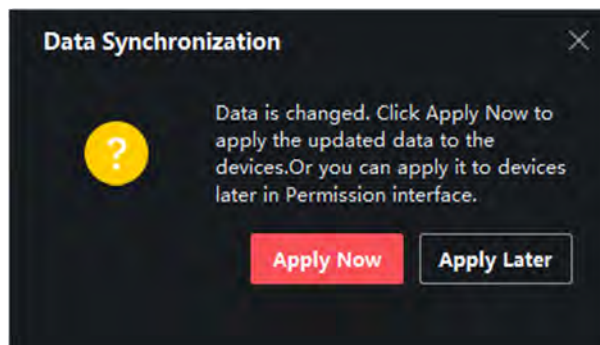 Data Synchronization
?
Data is changed. Click Apply Now to
apply the updated data to the
devices.Or you can apply it to devices
later in Permission interface.
Apply Now
Apply Later